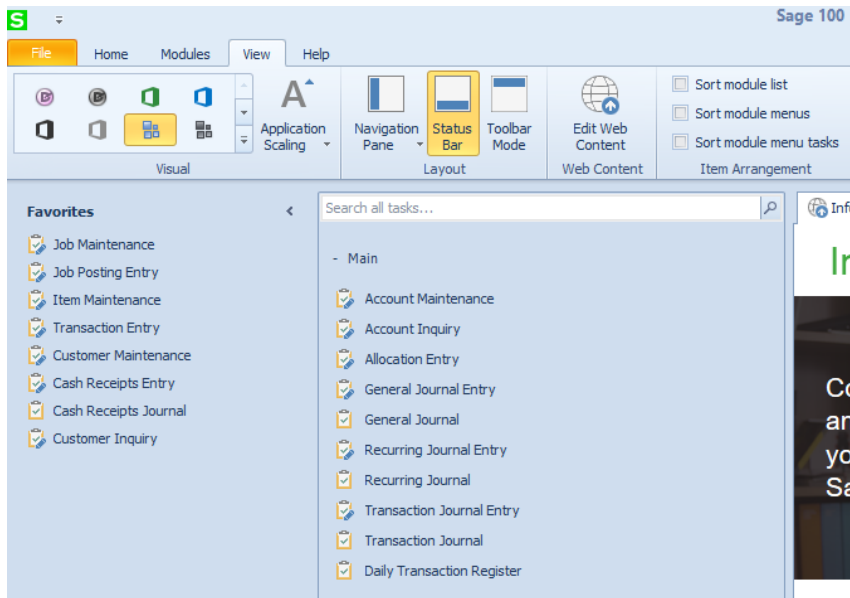 S
Sage 100
File Home Modules View Help
Application Scaling
Navigation Pane
Status Bar
Toolbar Mode
Edit Web Content
Sort module list
Sort module menus
Sort module menu tasks
Visual Layout Web Content Item Arrangement
Favorites
Job Maintenance
Job Posting Entry
Item Maintenance
Transaction Entry
Customer Maintenance
Cash Receipts Entry
Cash Receipts Journal
Customer Inquiry
Search all tasks...
- Main
Account Maintenance
Account Inquiry
Allocation Entry
General Journal Entry
General Journal
Recurring Journal Entry
Recurring Journal
Transaction Journal Entry
Transaction Journal
Daily Transaction Register